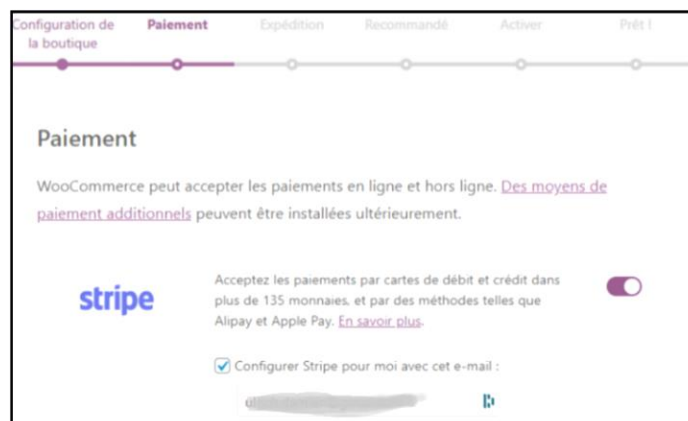 Configuration de
la boutique
Paiement
Expédition
Recommandé
Activer
Prêt !
Paiement
WooCommerce peut accepter les paiements en ligne et hors ligne. Des moyens de
paiement additionnels peuvent être installées ultérieurement.
stripe
Acceptez les paiements par cartes de débit et crédit dans
plus de 135 monnaies, et par des méthodes telles que
Alipay et Apple Pay. En savoir plus.
Configurer Stripe pour moi avec cet e-mail :